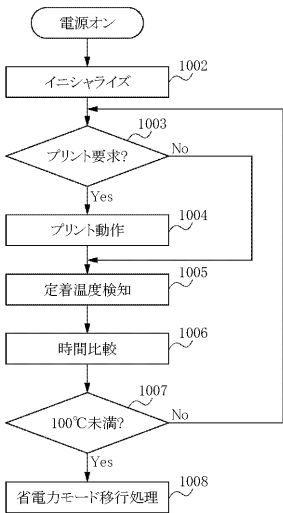 電源オン
イニシャライズ
1002
プリント要求?
1003
No
Yes
プリント動作
1004
定着温度検知
1005
時間比較
1006
100℃未満?
1007
No
Yes
省電力モード移行処理
1008